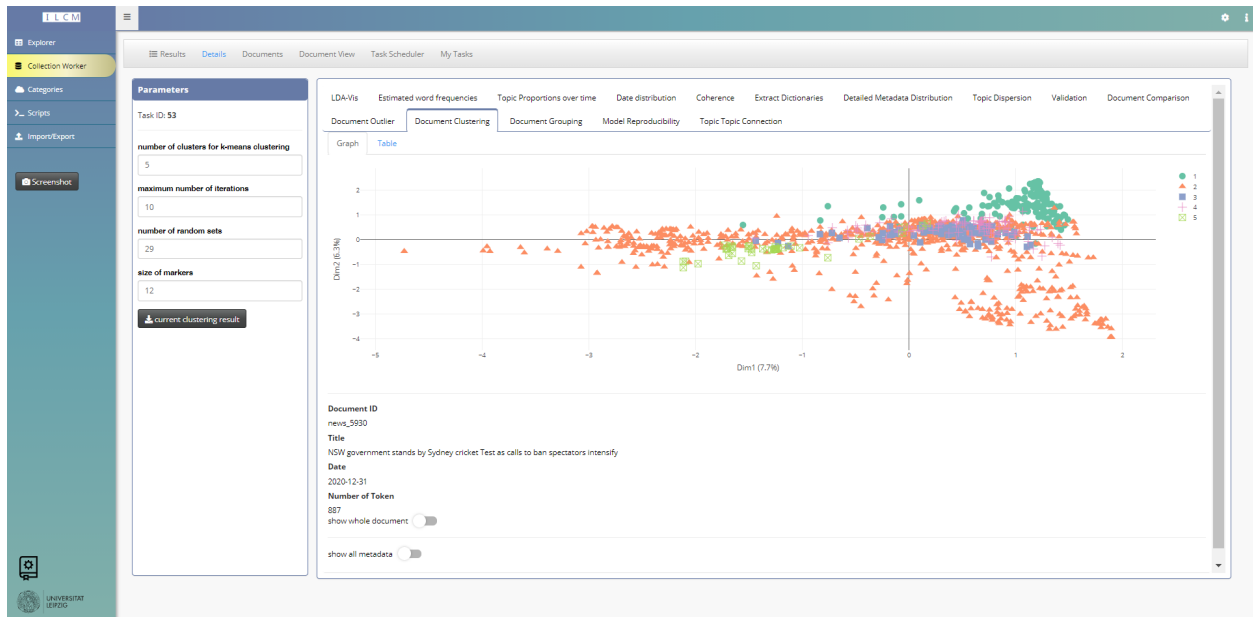 ILCM
Explorer
Collection Worker
Categories
Scripts
Import/Export
Screenshot
UNIVERSITAT
LEIPZIG
Results Details Documents Document View Task Scheduler My Tasks
Parameters
Task ID: 53
number of clusters for k-means clustering
5
maximum number of iterations
10
number of random sets
29
size of markers
12
current clustering result
LDA-Vis Estimated word frequencies Topic Proportions over time Date distribution Coherence Extract Dictionaries Detailed Metadata Distribution Topic Dispersion Validation Document Comparison
Document Outlier Document Clustering Document Grouping Model Reproducibility Topic Topic Connection
Graph Table
2
1
0
−1
−2
−3
−4
Dim2 (6.3%)
−5 −4 −3 −2 −1 0 1 2
Dim1 (7.7%)
1
2
3
4
5
Document ID
news_5930
Title
NSW government stands by Sydney cricket Test as calls to ban spectators intensify
Date
2020-12-31
Number of Token
887
show whole document
show all metadata